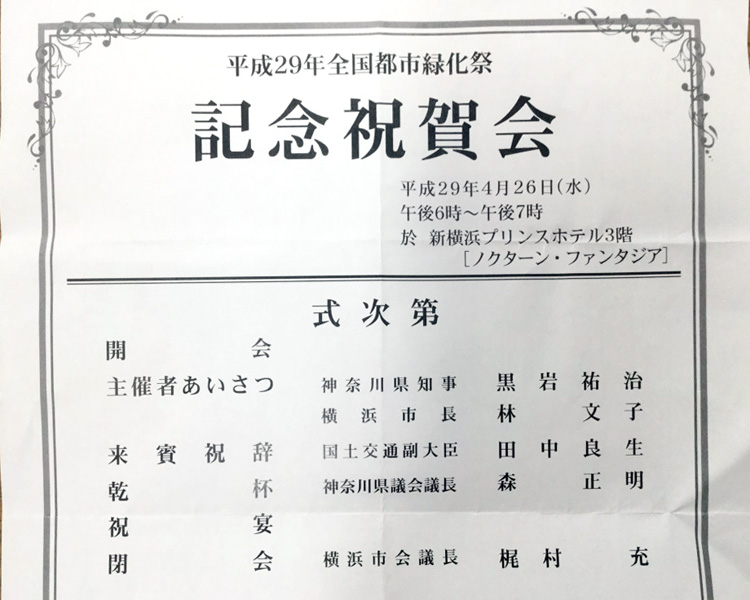 平成29年全国都市緑化祭
記念祝賀会
平成29年4月26日(水)
午後6時～午後7時
於 新横浜プリンスホテル3階
[ノクターン・ファンタジア]
式次第
開会
主催者あいさつ 神奈川県知事 黒岩祐治
横浜市長 林文子
来賓祝辞 国土交通副大臣 田中良生
乾杯 神奈川県議会議長 森正明
祝宴
閉会 横浜市会議長 梶村充